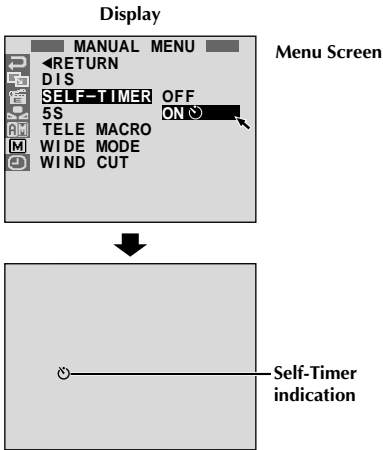 Display
MANUAL MENU
Menu Screen
◀RETURN
DIS
SELF–TIMER OFF
5S ON
TELE MACRO
WIDE MODE
WIND CUT
AM
M
Self-Timer
indication